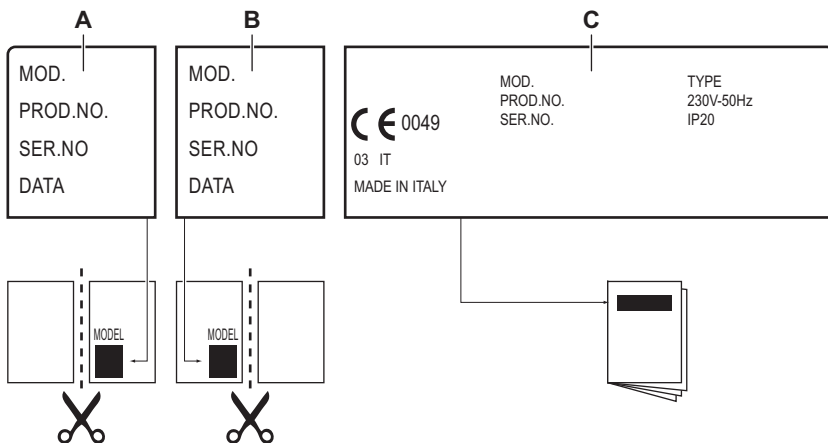 A
B
C
MOD.
PROD.NO.
SER.NO
DATA
MOD.
PROD.NO.
SER.NO
DATA
CE 0049
03 IT
MADE IN ITALY
MOD.
PROD.NO.
SER.NO.
TYPE
230V-50Hz
IP20
MODEL
MODEL